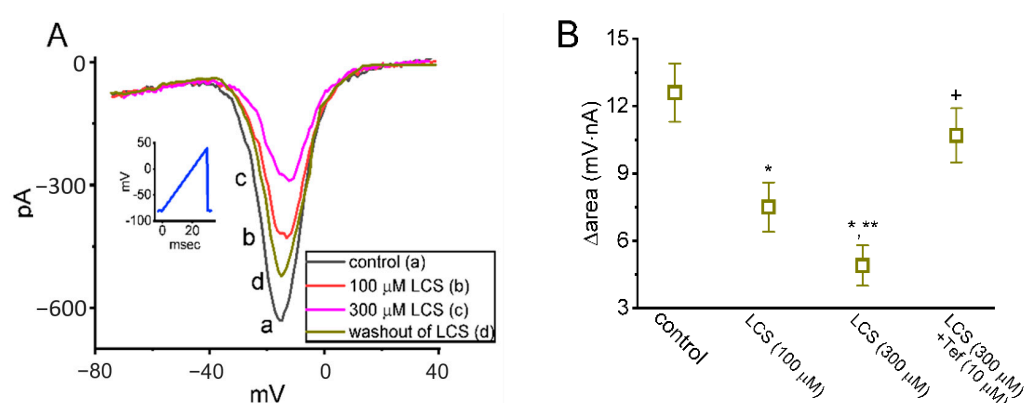 A
0
−300
−600
pA
−80
−40
0
40
mV
50
0
-50
-100
mV
0
30
msec
c
b
d
a
control (a)
100 μM LCS (b)
300 μM LCS (c)
washout of LCS (d)
B
15
12
9
6
3
Δarea (mV·nA)
*
*,**
+
control
LCS (100 μM)
LCS (300 μM)
LCS (300 μM)
+Tef (10 μM)